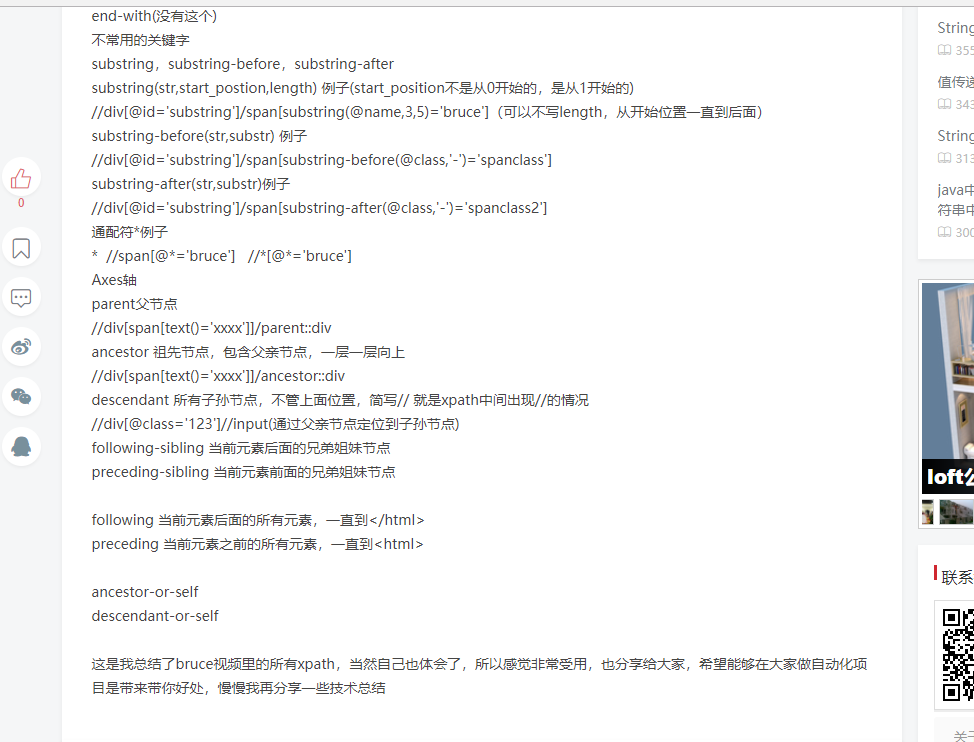 end-with(没有这个)
不常用的关键字
substring，substring-before，substring-after
substring(str,start_postion,length) 例子(start_position不是从0开始的，是从1开始的)
//div[@id='substring']/span[substring(@name,3,5)='bruce']（可以不写length，从开始位置一直到后面）
substring-before(str,substr) 例子
//div[@id='substring']/span[substring-before(@class,'-')='spanclass']
substring-after(str,substr)例子
//div[@id='substring']/span[substring-after(@class,'-')='spanclass2']
通配符*例子
* //span[@*='bruce'] //*[@*='bruce']
Axes轴
parent父节点
//div[span[text()='xxxx']]/parent::div
ancestor 祖先节点，包含父亲节点，一层一层向上
//div[span[text()='xxxx']]/ancestor::div
descendant 所有子孙节点，不管上面位置，简写// 就是xpath中间出现//的情况
//div[@class='123']//input(通过父亲节点定位到子孙节点)
following-sibling 当前元素后面的兄弟姐妹节点
preceding-sibling 当前元素前面的兄弟姐妹节点
following 当前元素后面的所有元素，一直到</html>
preceding 当前元素之前的所有元素，一直到<html>
ancestor-or-self
descendant-or-self
这是我总结了bruce视频里的所有xpath，当然自己也体会了，所以感觉非常受用，也分享给大家，希望能够在大家做自动化项
目是带来带你好处，慢慢我再分享一些技术总结
0
String
355
值传递
343
String
313
java中
符串中
300
loft公
联系
关于